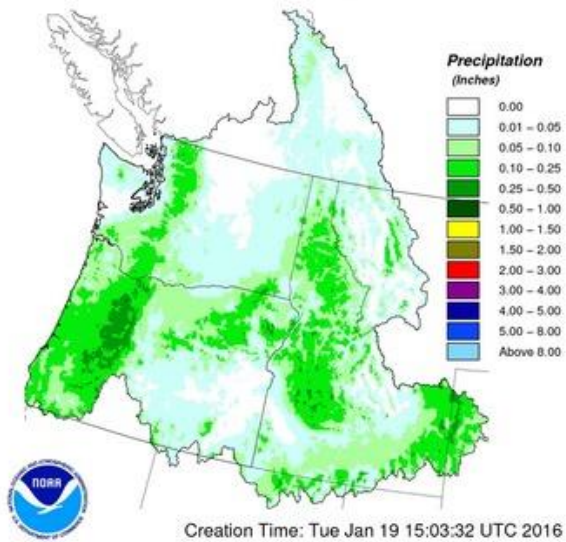 Precipitation
(Inches)
0.00
0.01 - 0.05
0.05 - 0.10
0.10 - 0.25
0.25 - 0.50
0.50 - 1.00
1.00 - 1.50
1.50 - 2.00
2.00 - 3.00
3.00 - 4.00
4.00 - 5.00
5.00 - 8.00
Above 8.00
NOAA
Creation Time: Tue Jan 19 15:03:32 UTC 2016